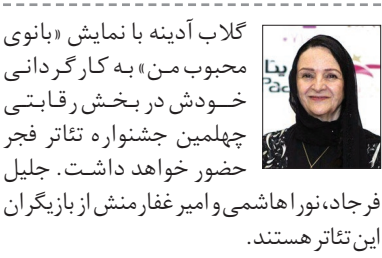 گلاب آدینه با نمایش «بانوی
محبوب من» به کارگردانی
خودش در بخش رقابتی
چهلمین جشنواره تئاتر فجر
حضور خواهد داشت. جلیل
فرجاد، نورا هاشمی و امیر غفارمنش از بازیگران
این تئاتر هستند.